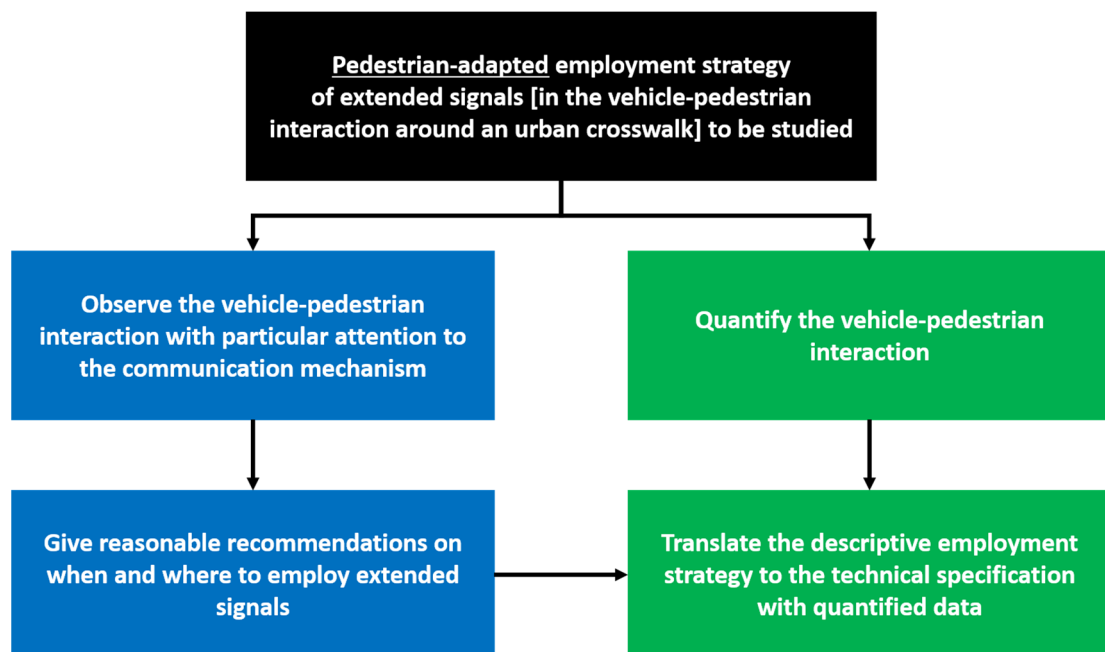 Pedestrian-adapted employment strategy
of extended signals [in the vehicle-pedestrian
interaction around an urban crosswalk] to be studied
Observe the vehicle-pedestrian
interaction with particular attention to
the communication mechanism
Quantify the vehicle-pedestrian
interaction
Give reasonable recommendations on
when and where to employ extended
signals
Translate the descriptive employment
strategy to the technical specification
with quantified data